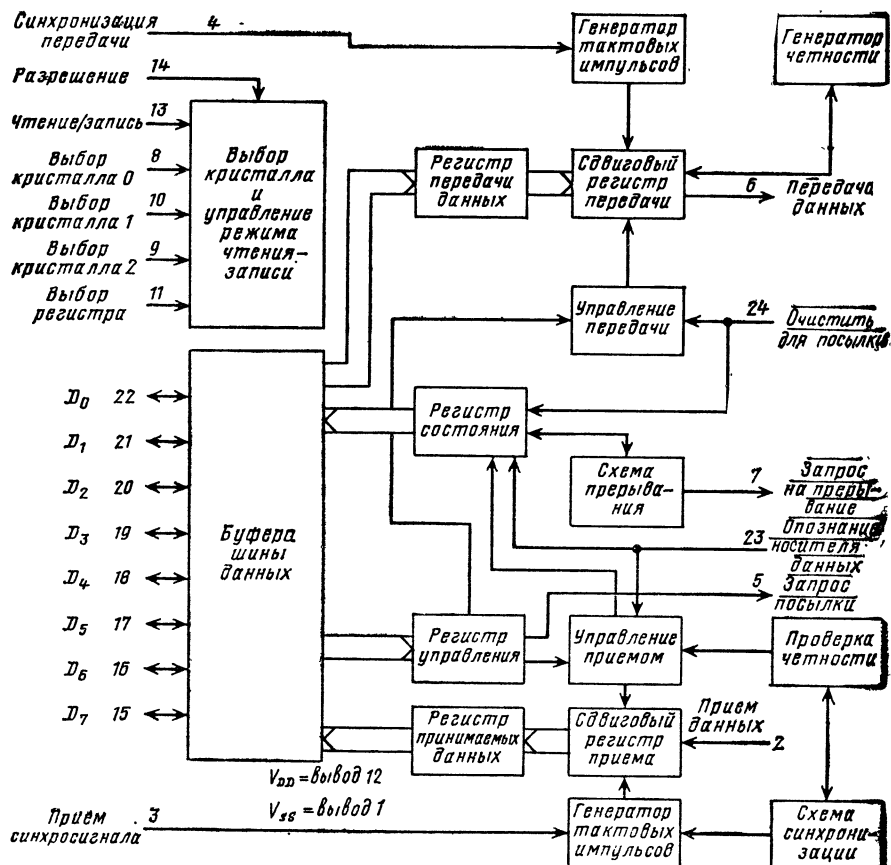 Синхронизация
передачи
4
Генератор
тактовых
импульсов
Генератор
четности
Разрешение
14
Чтение/запись
13
Выбор
кристалла 0
8
Выбор
кристалла 1
10
Выбор
кристалла 2
9
Выбор
регистра
11
Выбор
кристалла
и
управление
режима
чтения-
записи
Регистр
передачи
данных
Сдвиговый
регистр
передачи
6
Передача
данных
Управление
передачи
24
Очистить
для посылки
D0 22
D1 21
D2 20
D3 19
D4 18
D5 17
D6 16
D7 15
Буфера
шины
данных
Регистр
состояния
Схема
прерыва-
ния
7
Запрос
на преры-
вание
23
Опознание
носителя
данных
5
Запрос
посылки
Регистр
управления
Управление
приемом
Проверка
четности
Регистр
принимаемых
данных
Сдвиговый
регистр
приема
Прием
данных
2
VDD = вывод 12
VSG = вывод 1
Приём
синхросигнала
3
Генератор
тактовых
импульсов
Схема
синхрони-
зации